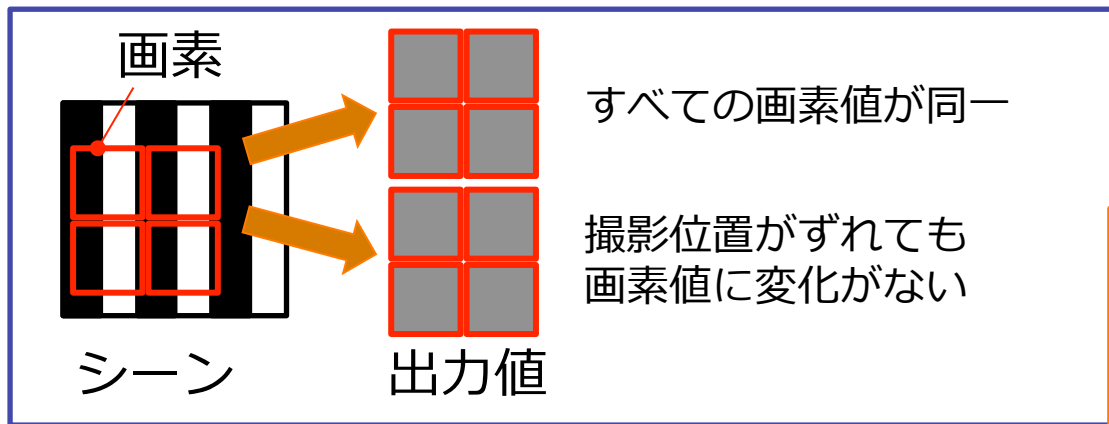 画素
すべての画素値が同一
撮影位置がずれても
画素値に変化がない
シーン
出力値